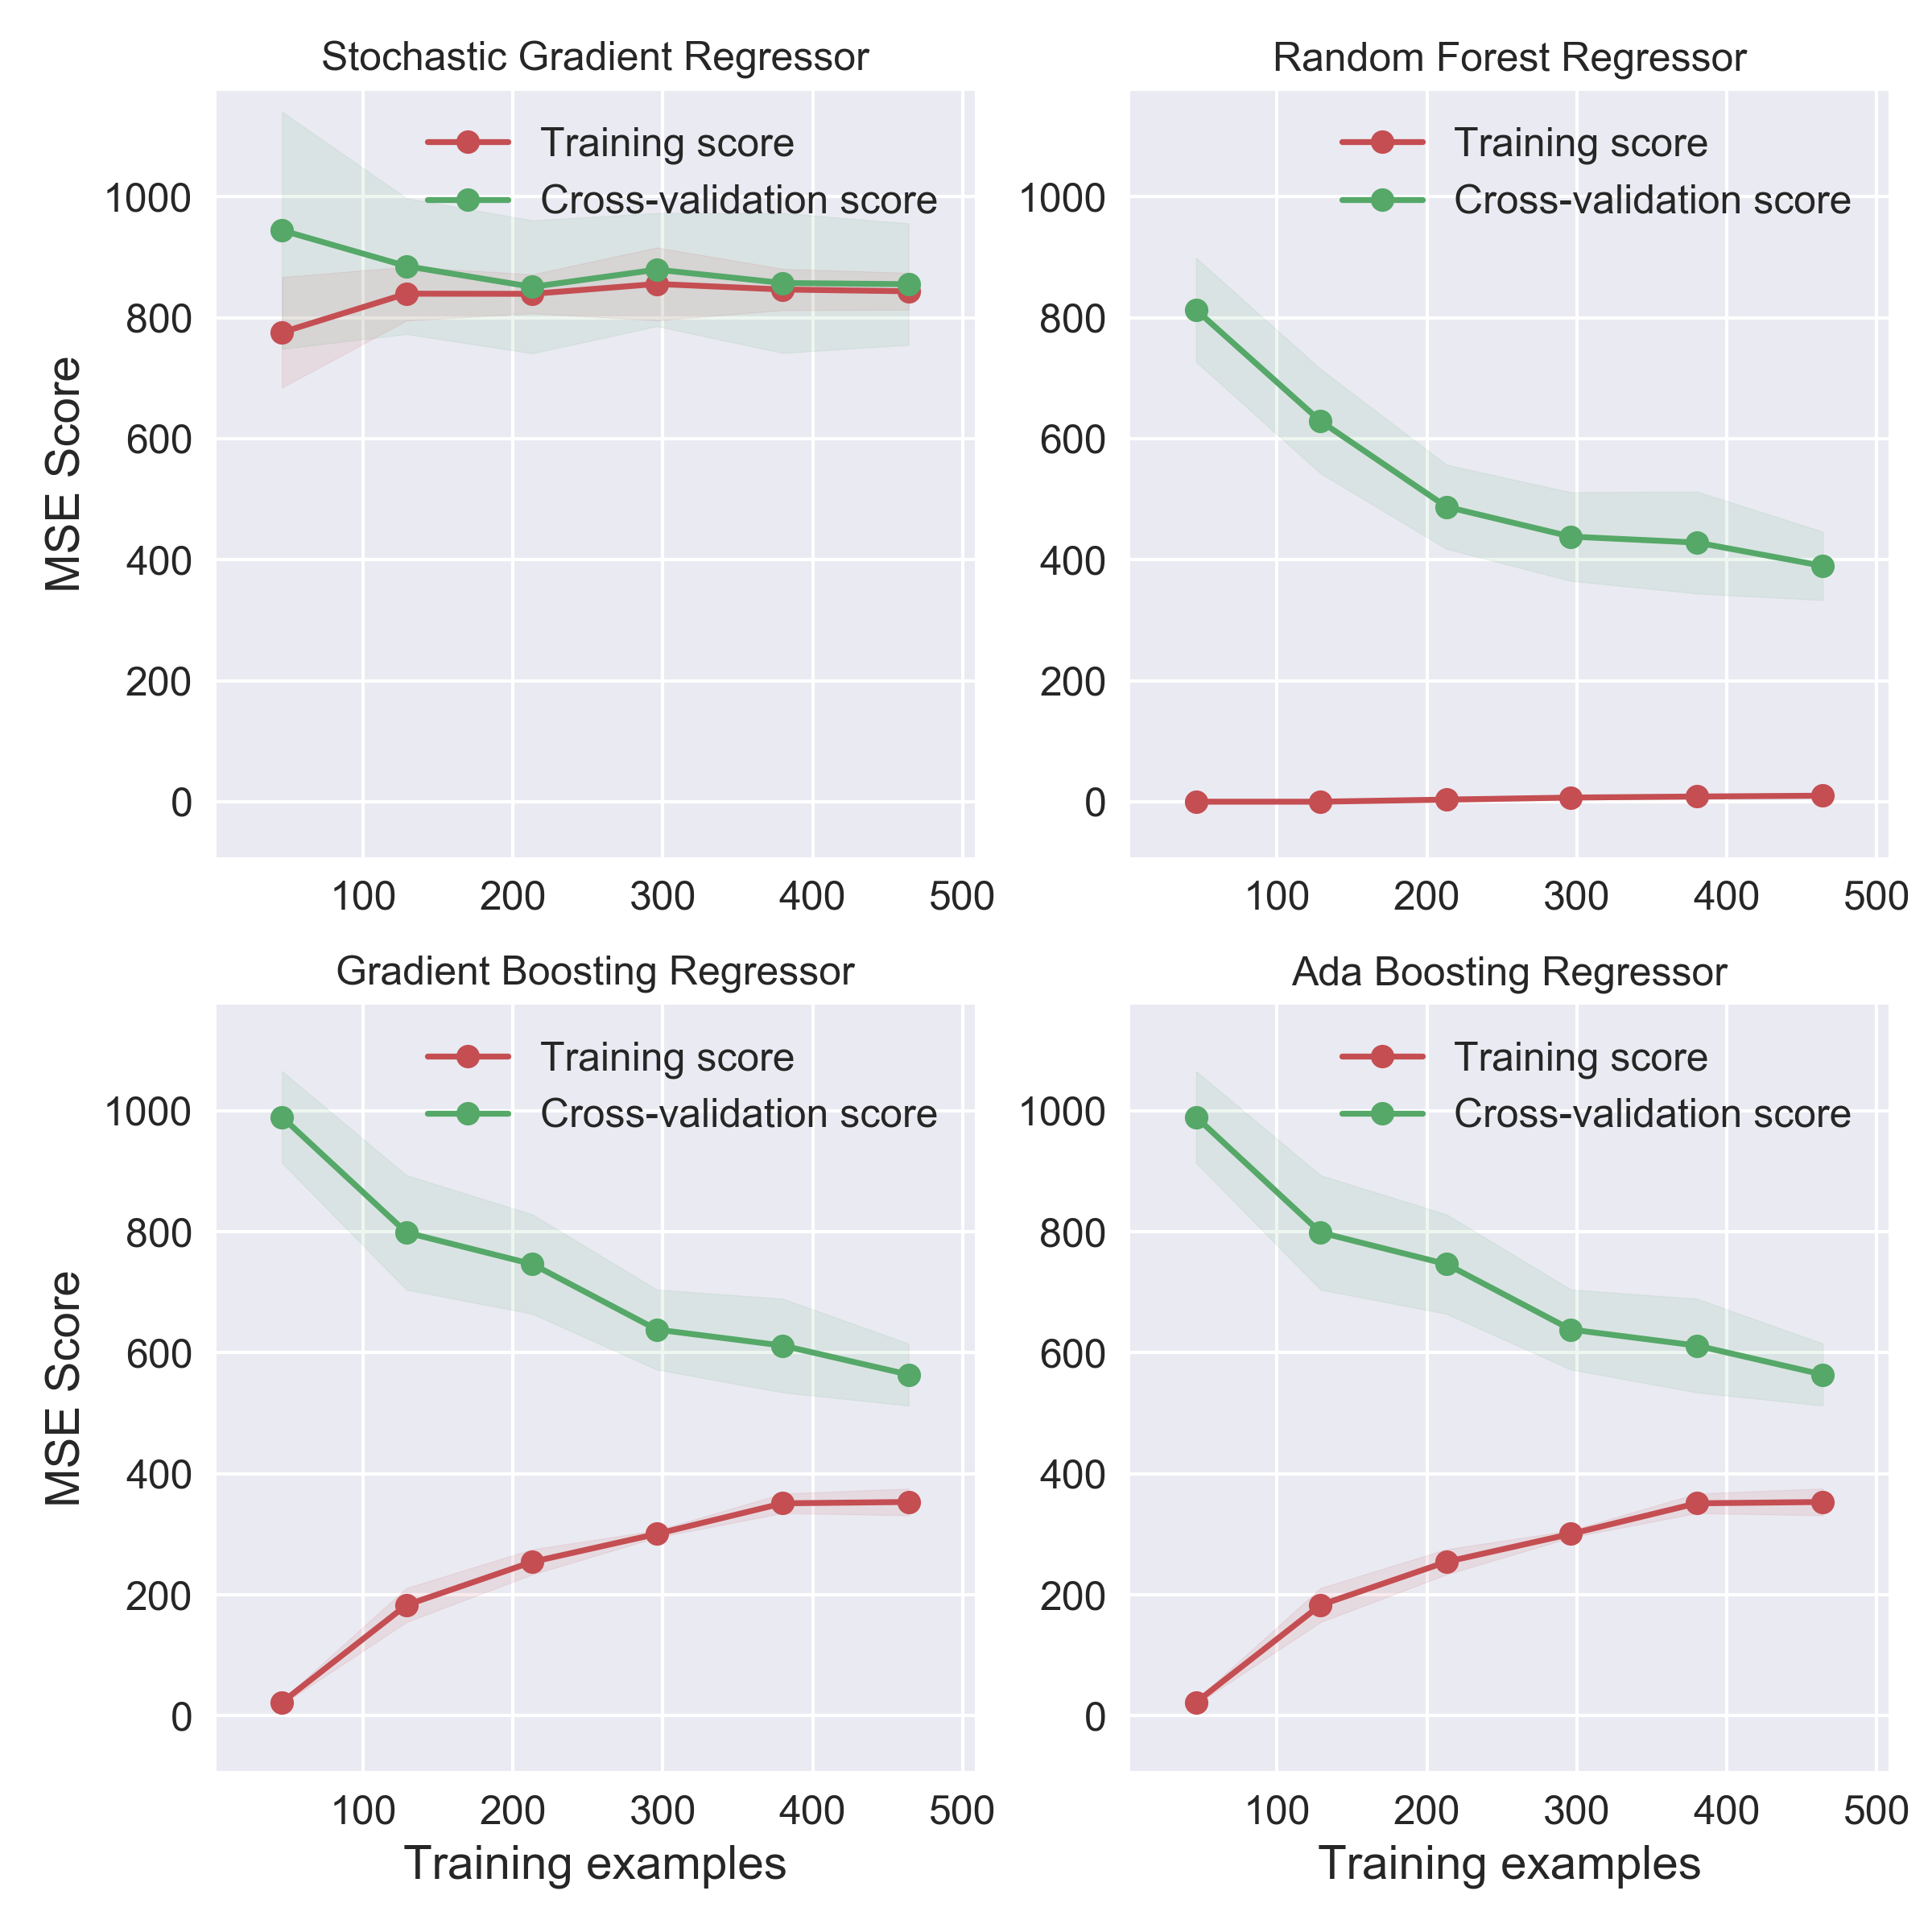 Stochastic Gradient Regressor
Training score
Cross-validation score
MSE Score
1000
800
600
400
200
0
100 200 300 400 500
Random Forest Regressor
Training score
Cross-validation score
1000
800
600
400
200
0
100 200 300 400 500
Gradient Boosting Regressor
Training score
Cross-validation score
MSE Score
1000
800
600
400
200
0
100 200 300 400 500
Training examples
Ada Boosting Regressor
Training score
Cross-validation score
1000
800
600
400
200
0
100 200 300 400 500
Training examples